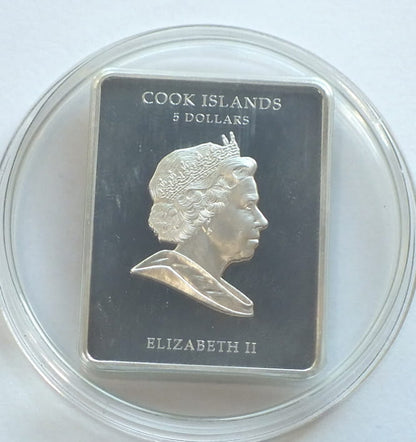 COOK ISLANDS
5 DOLLARS
ELIZABETH II